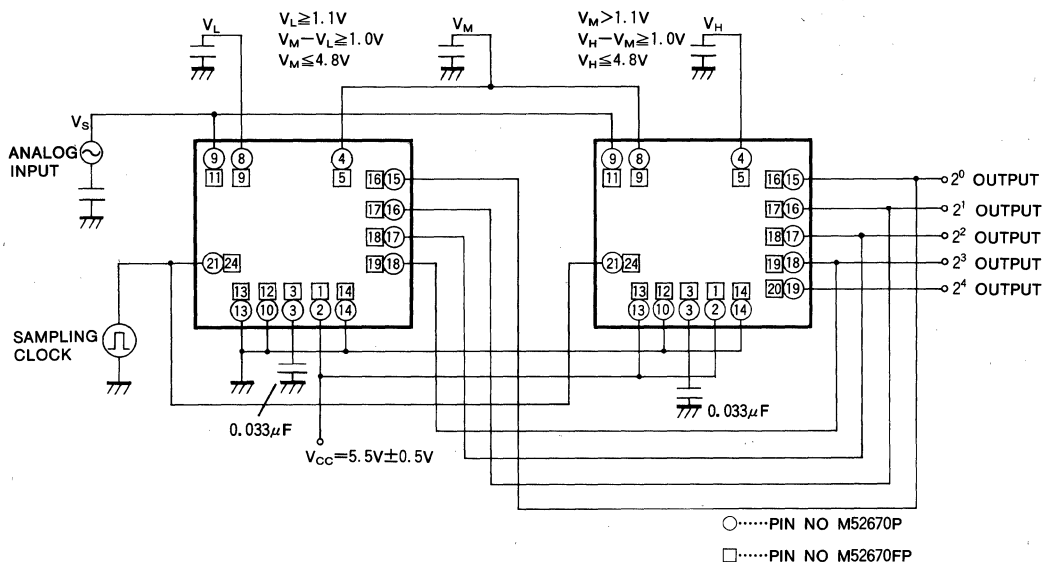 V_L
V_L≧1.1V
V_M−V_L≧1.0V
V_M≦4.8V
V_M
V_M>1.1V
V_H−V_M≧1.0V
V_H≦4.8V
V_H
V_S
ANALOG
INPUT
9 8 4
11 9 5
16 15
17 16
18 17
19 18
21 24
13 12 3 1 14
13 10 3 2 14
9 8 4
11 9 5
16 15
17 16
18 17
19 18
20 19
21 24
13 12 3 1 14
13 10 3 2 14
2⁰ OUTPUT
2¹ OUTPUT
2² OUTPUT
2³ OUTPUT
2⁴ OUTPUT
SAMPLING
CLOCK
0.033μF
0.033μF
V_CC=5.5V±0.5V
○······PIN NO M52670P
□······PIN NO M52670FP